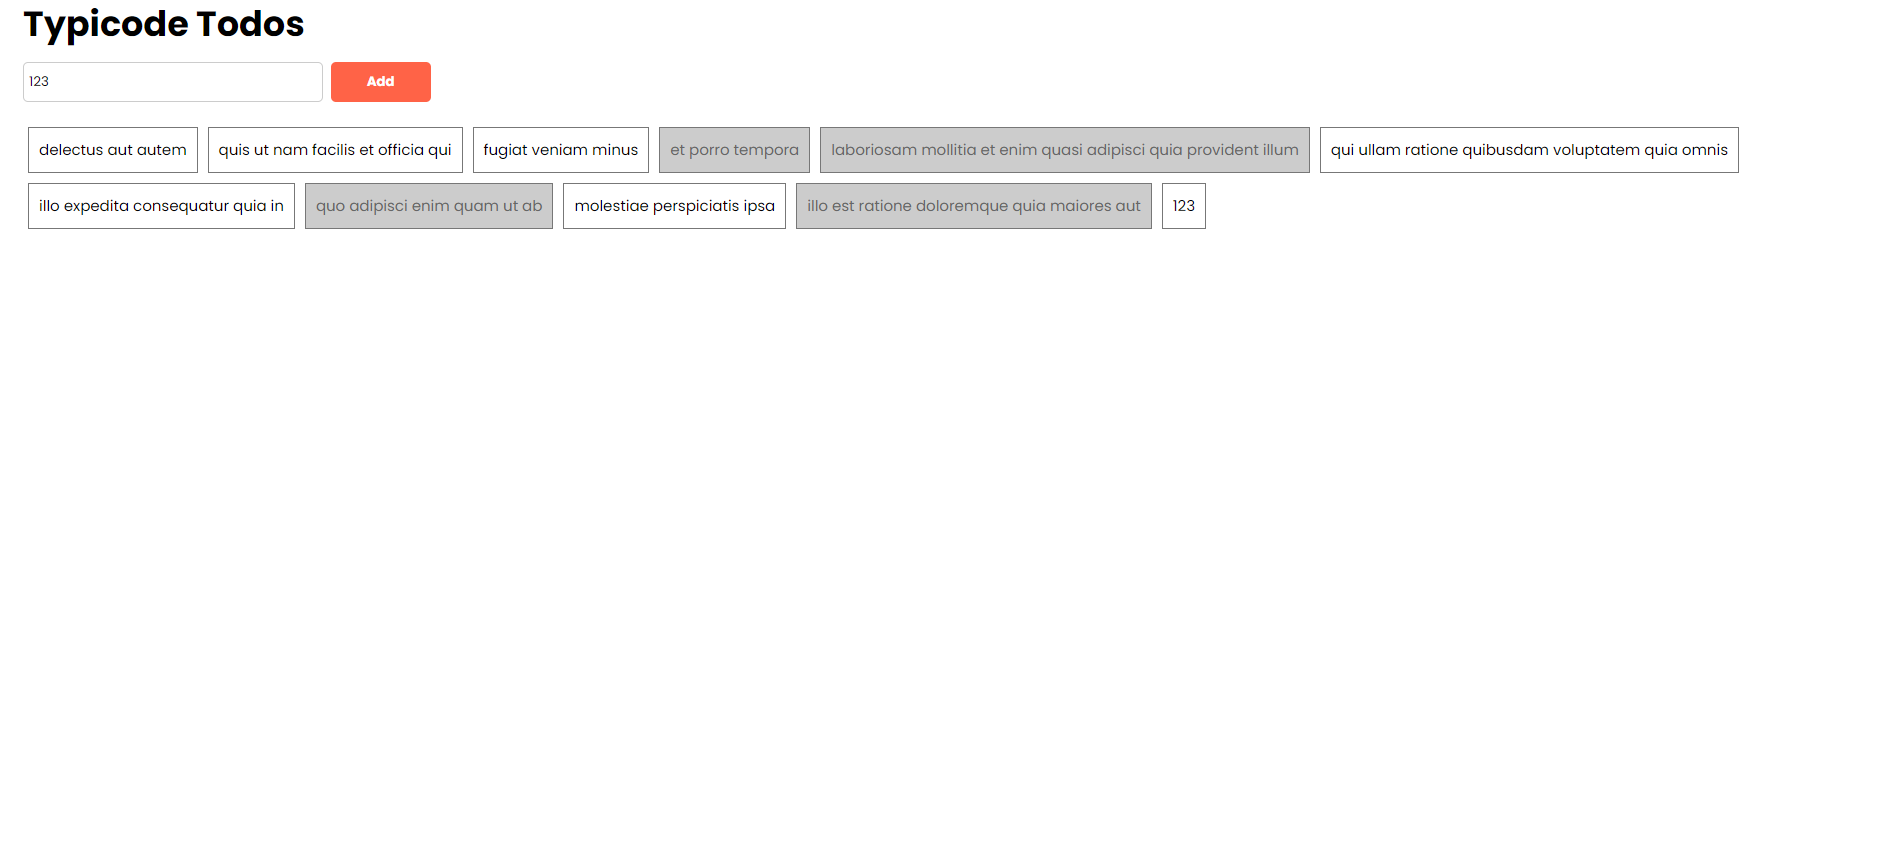 Typicode Todos
123 Add
delectus aut autem quis ut nam facilis et officia qui fugiat veniam minus et porro tempora laboriosam mollitia et enim quasi adipisci quia provident illum qui ullam ratione quibusdam voluptatem quia omnis
illo expedita consequatur quia in quo adipisci enim quam ut ab molestiae perspiciatis ipsa illo est ratione doloremque quia maiores aut 123